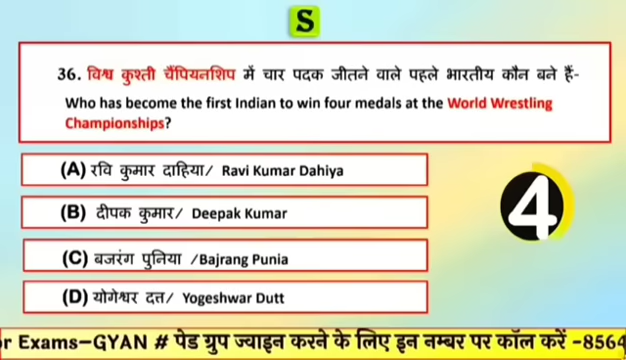 S
36. विश्व कुश्ती चैंपियनशिप में चार पदक जीतने वाले पहले भारतीय कौन बने हैं-
Who has become the first Indian to win four medals at the World Wrestling
Championships?
(A) रवि कुमार दाहिया/ Ravi Kumar Dahiya
(B) दीपक कुमार/ Deepak Kumar
(C) बजरंग पुनिया /Bajrang Punia
(D) योगेश्वर दत्त/ Yogeshwar Dutt
4
r Exams-GYAN # पेड ग्रुप ज्वाइन करने के लिए इन नम्बर पर कॉल करें -8564